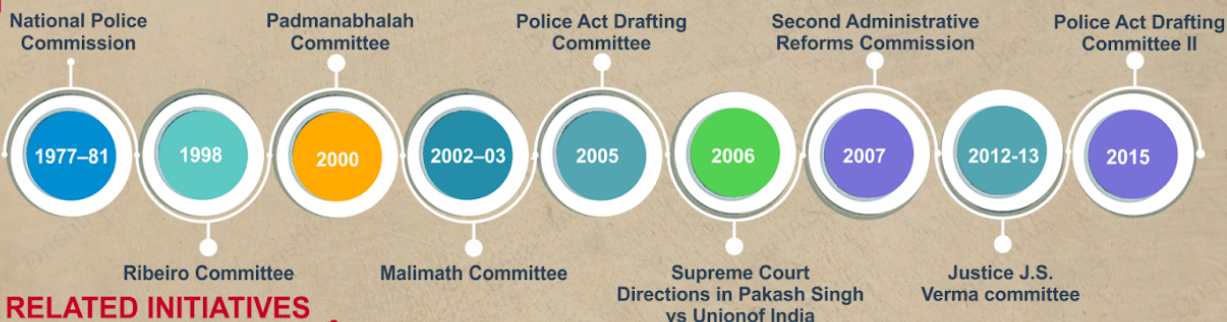 National Police
Commission
Padmanabhalah
Committee
Police Act Drafting
Committee
Second Administrative
Reforms Commission
Police Act Drafting
Committee II
1977–81
1998
2000
2002–03
2005
2006
2007
2012-13
2015
Ribeiro Committee
Malimath Committee
Supreme Court
Directions in Pakash Singh
vs Unionof India
Justice J.S.
Verma committee
RELATED INITIATIVES